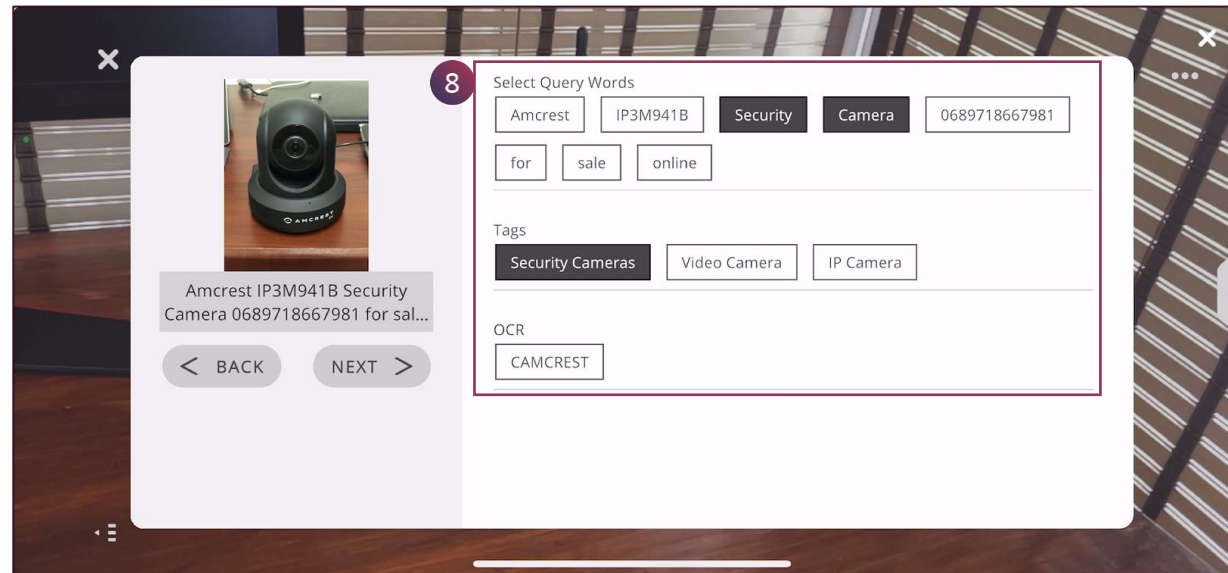 8
Select Query Words
Amcrest IP3M941B Security Camera 0689718667981
for sale online
Tags
Security Cameras Video Camera IP Camera
OCR
CAMCREST
AMCREST
Amcrest IP3M941B Security
Camera 0689718667981 for sal...
< BACK NEXT >